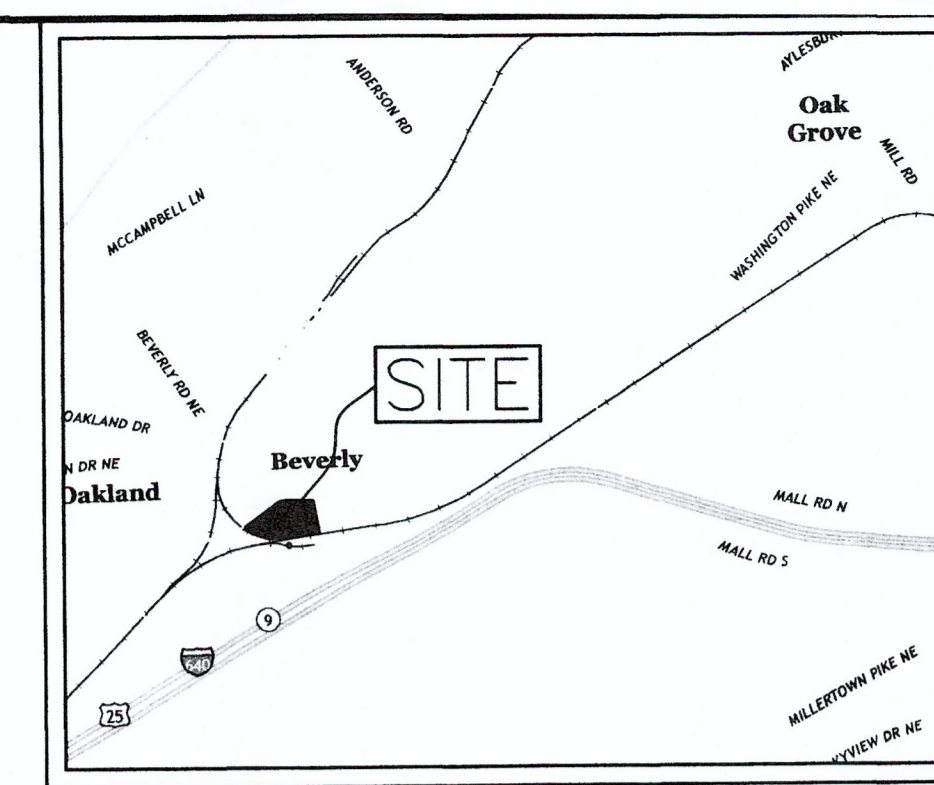 ANDERSON RD
Oak
Grove
MILL RD
MCCAMPBELL LN
WASHINGTON PIKE NE
BEVERLY RD NE
SITE
OAKLAND DR
N DR NE
Oakland
Beverly
MALL RD N
MALL RD S
9
640
25
MILLERTOWN PIKE NE